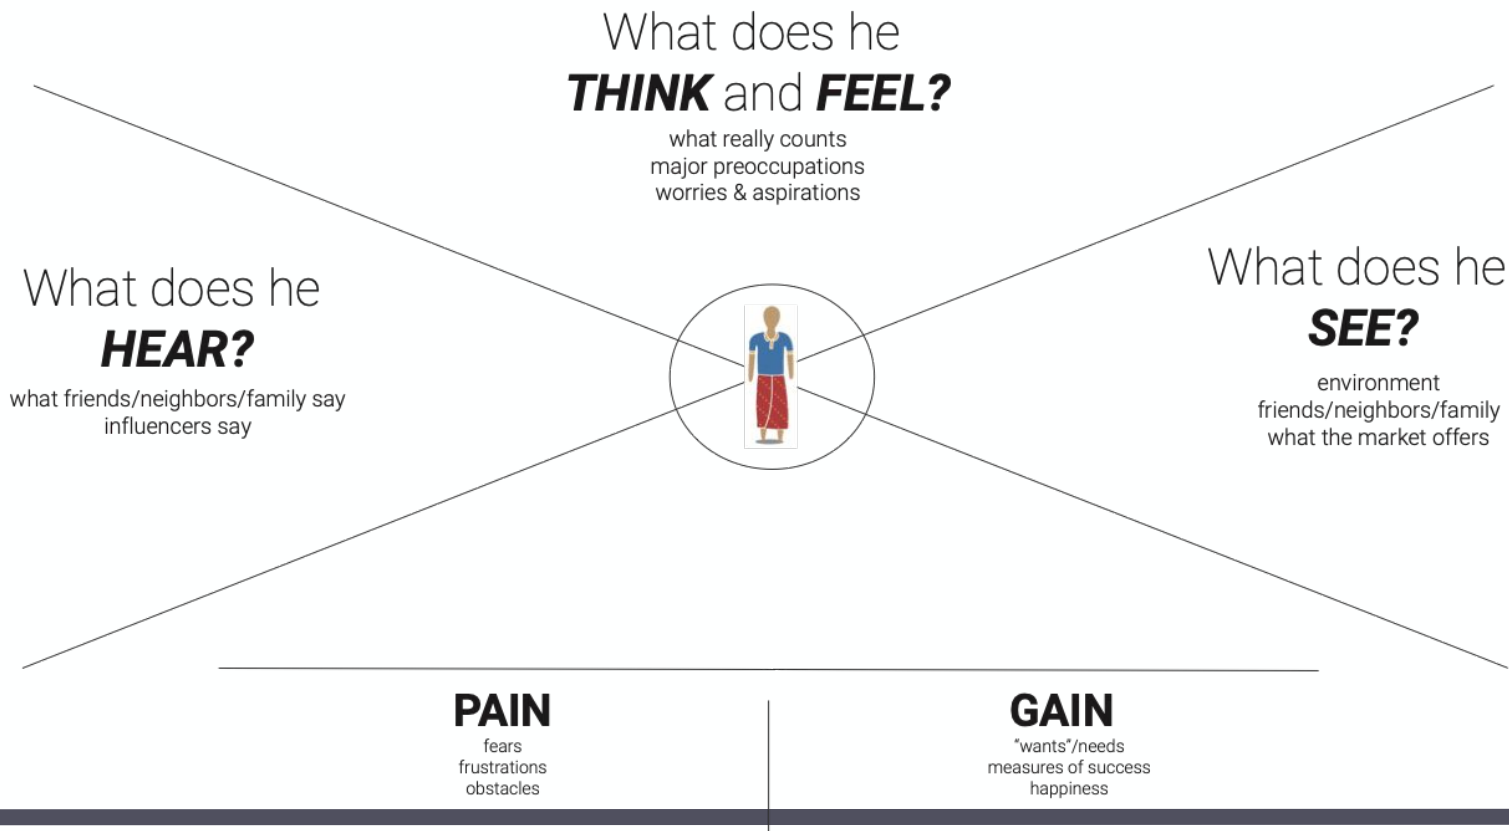 What does he
THINK and FEEL?
what really counts
major preoccupations
worries & aspirations
What does he
HEAR?
what friends/neighbors/family say
influencers say
What does he
SEE?
environment
friends/neighbors/family
what the market offers
PAIN
fears
frustrations
obstacles
GAIN
"wants"/needs
measures of success
happiness